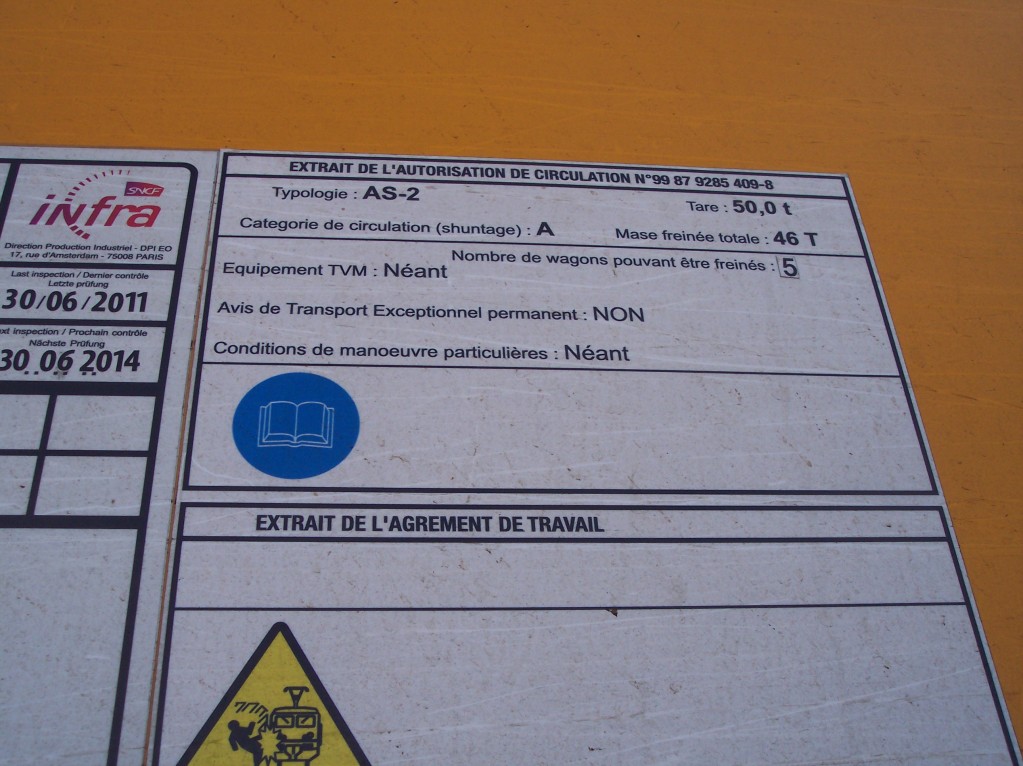 SNCF
infra
Direction Production Industriel - DPI EO
17, rue d'Amsterdam - 75008 PARIS
Last inspection / Dernier contrôle
Letzte prüfung
30/06/2011
inspection / Prochain contrôle
Nächste Prüfung
30 06 2014
EXTRAIT DE L'AUTORISATION DE CIRCULATION N°99 87 9285 409-8
Typologie : AS-2
Tare : 50,0 t
Categorie de circulation (shuntage) : A
Mase freinée totale : 46 T
Nombre de wagons pouvant être freinés : 5
Equipement TVM : Néant
Avis de Transport Exceptionnel permanent : NON
Conditions de manoeuvre particulières : Néant
EXTRAIT DE L'AGREMENT DE TRAVAIL